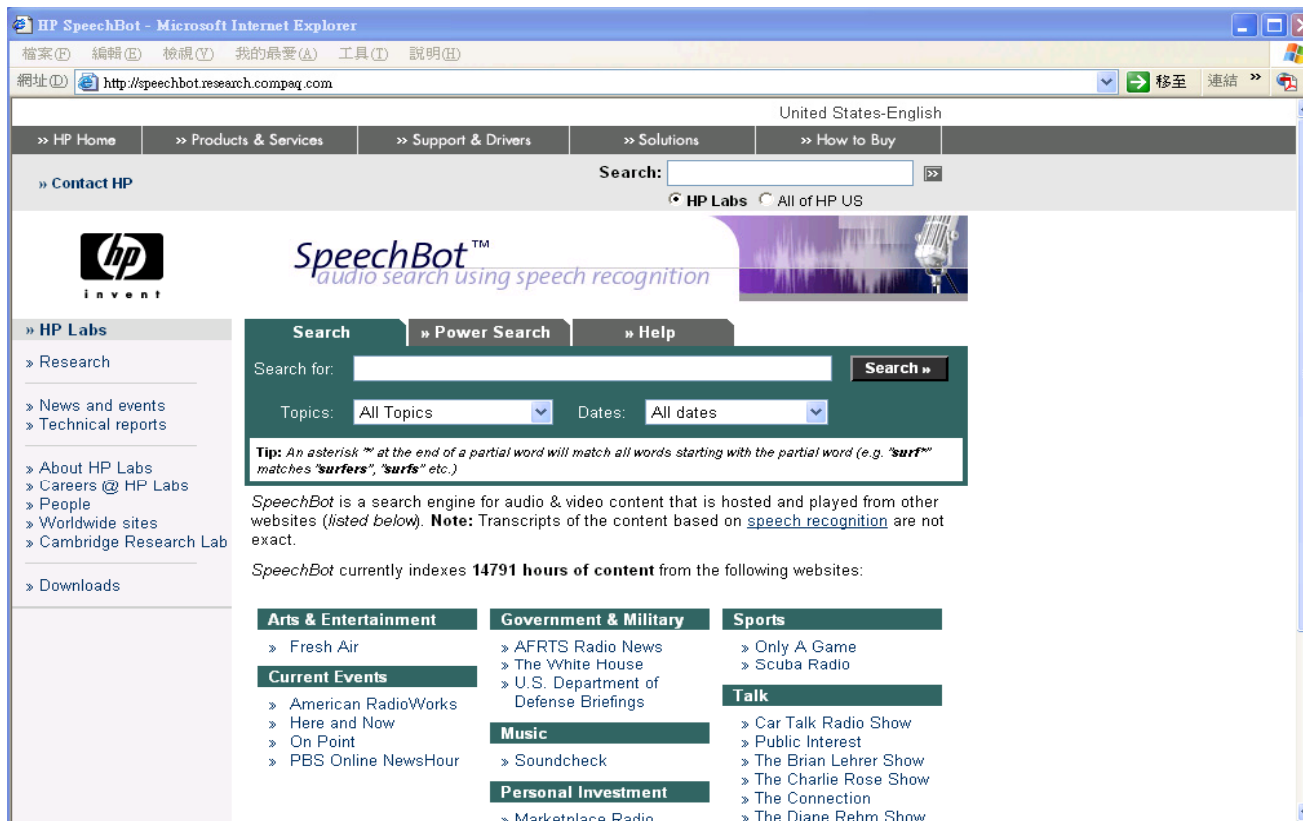 HP SpeechBot - Microsoft Internet Explorer
檔案(F) 編輯(E) 檢視(V) 我的最愛(A) 工具(T) 說明(H)
網址(D) http://speechbot.research.compaq.com 移至 連結 »
United States-English
» HP Home » Products & Services » Support & Drivers » Solutions » How to Buy
» Contact HP
Search: »
HP Labs All of HP US
hp
invent
SpeechBot™
audio search using speech recognition
» HP Labs
» Research
» News and events
» Technical reports
» About HP Labs
» Careers @ HP Labs
» People
» Worldwide sites
» Cambridge Research Lab
» Downloads
Search » Power Search » Help
Search for: Search »
Topics: All Topics Dates: All dates
Tip: An asterisk "*" at the end of a partial word will match all words starting with the partial word (e.g. "surf*"
matches "surfers", "surfs" etc.)
SpeechBot is a search engine for audio & video content that is hosted and played from other
websites (listed below). Note: Transcripts of the content based on speech recognition are not
exact.
SpeechBot currently indexes 14791 hours of content from the following websites:
Arts & Entertainment
» Fresh Air
Current Events
» American RadioWorks
» Here and Now
» On Point
» PBS Online NewsHour
Government & Military
» AFRTS Radio News
» The White House
» U.S. Department of
Defense Briefings
Music
» Soundcheck
Personal Investment
» Marketplace Radio
Sports
» Only A Game
» Scuba Radio
Talk
» Car Talk Radio Show
» Public Interest
» The Brian Lehrer Show
» The Charlie Rose Show
» The Connection
» The Diane Rehm Show